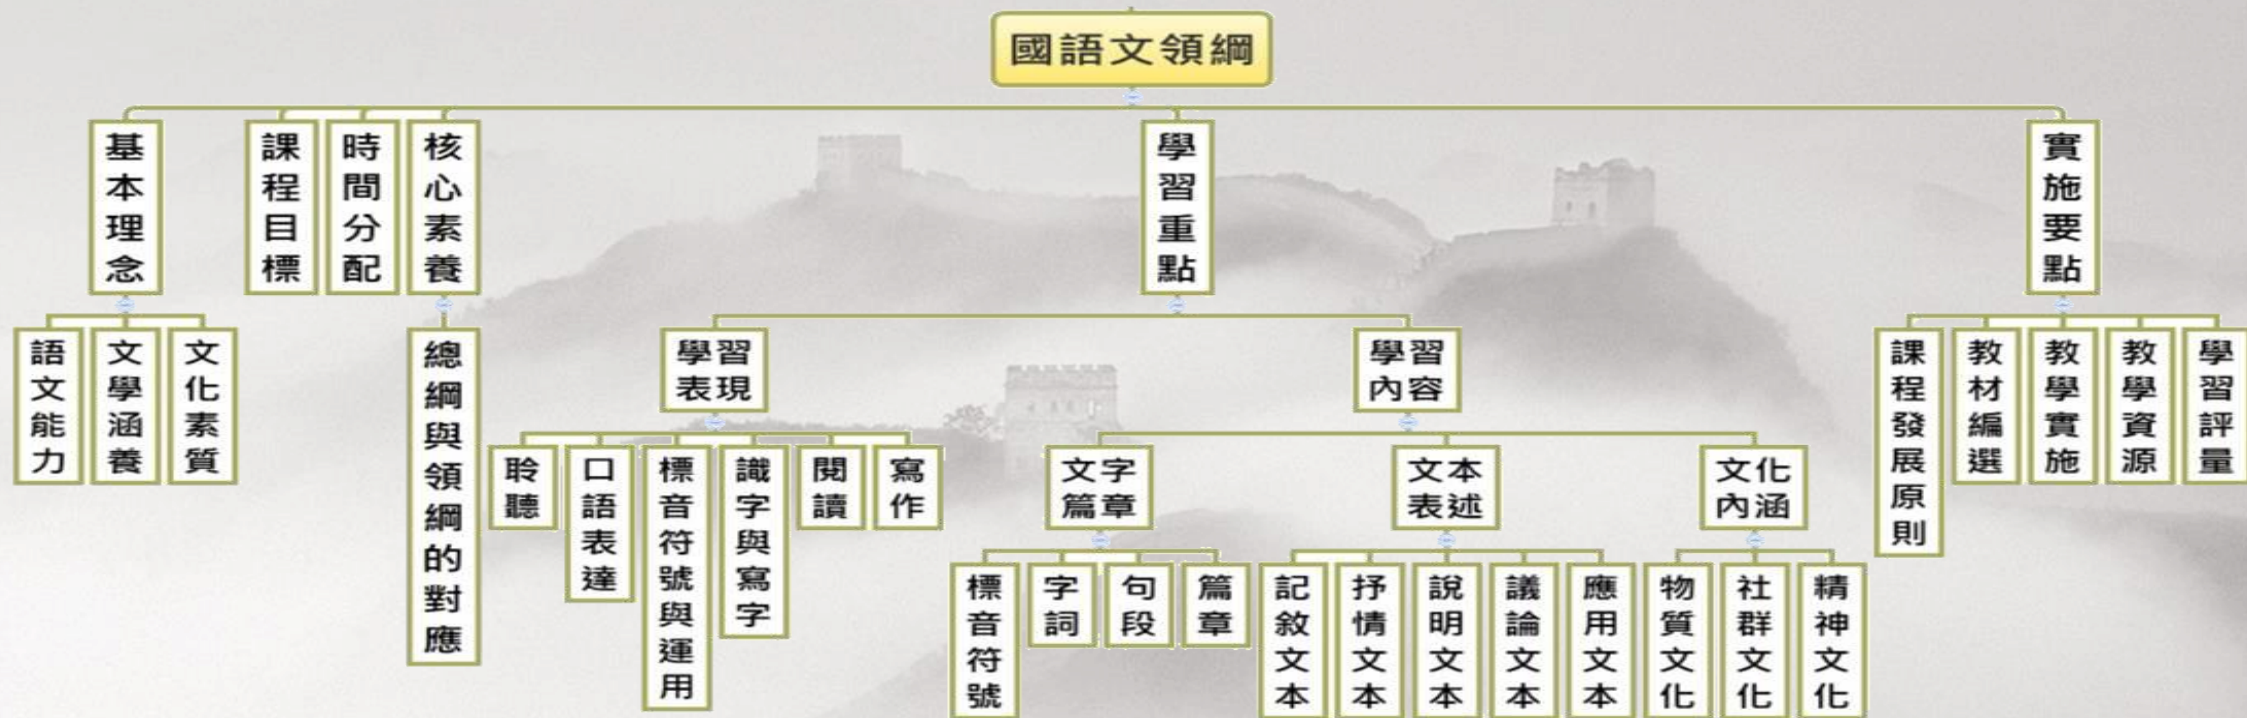 國語文領綱
基本理念
課程目標
時間分配
核心素養
學習重點
實施要點
語文能力
文學涵養
文化素質
總綱與領綱的對應
學習
表現
學習
內容
課程發展原則
教材編選
教學實施
教學資源
學習評量
聆聽
口語表達
標音符號與運用
識字與寫字
閱讀
寫作
文字
篇章
文本
表述
文化
內涵
標音符號
字詞
句段
篇章
記敘文本
抒情文本
說明文本
議論文本
應用文本
物質文化
社群文化
精神文化